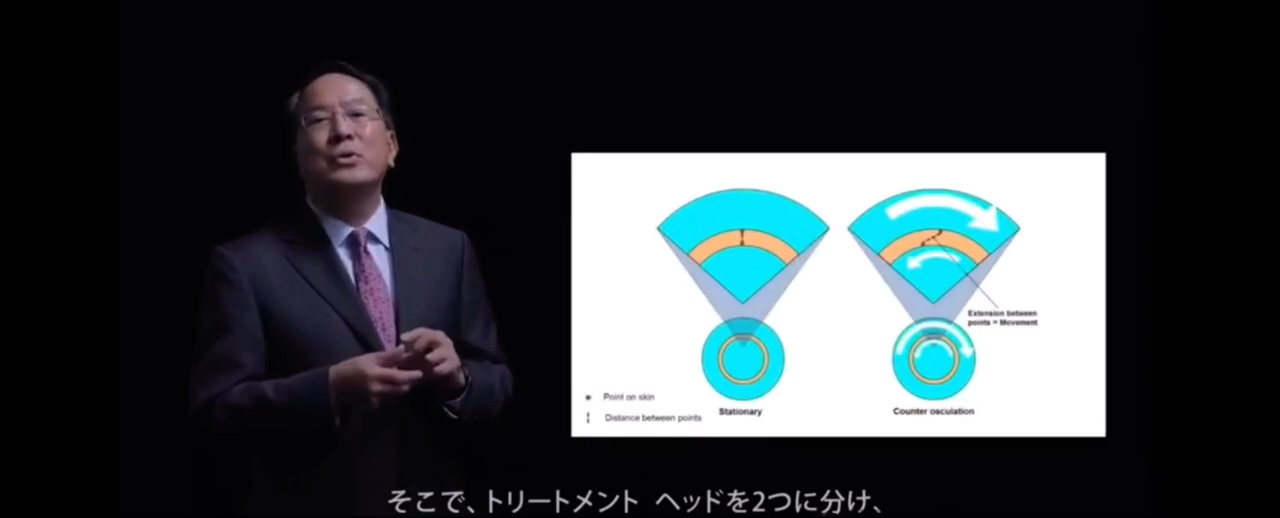 Extension between
points = Movement
Point on skin
Distance between points
Stationary
Counter osculation
そこで、トリートメント ヘッドを2つに分け、